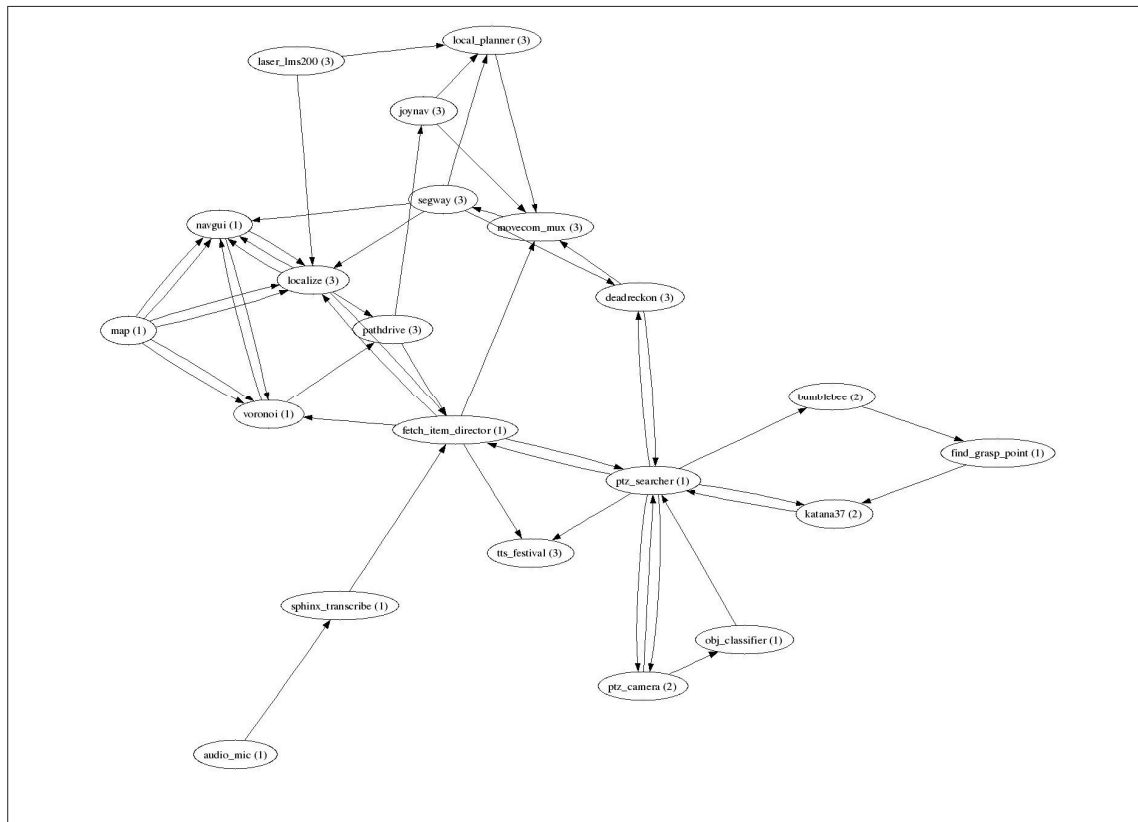 local_planner (3)
laser_lms200 (3)
joynav (3)
segway (3)
navgui (1)
movecom_mux (3)
localize (3)
deadreckon (3)
map (1)
pathdrive (3)
bumblebee (2)
voronoi (1)
fetch_item_director (1)
find_grasp_point (1)
ptz_searcher (1)
katana37 (2)
tts_festival (3)
sphinx_transcribe (1)
obj_classifier (1)
ptz_camera (2)
audio_mic (1)